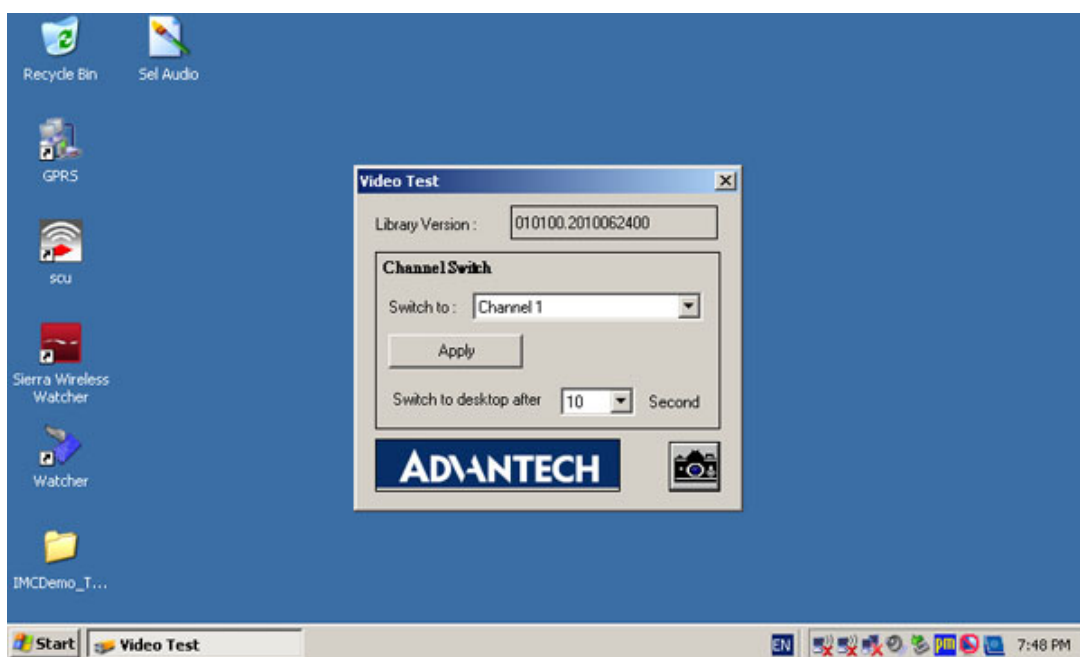 Recycle Bin
Sel Audio
GPRS
scu
Sierra Wireless
Watcher
Watcher
IMCDemo_T...
Video Test
Library Version :
010100.2010062400
Channel Switch
Switch to :
Channel 1
Apply
Switch to desktop after
10
Second
ADVANTECH
Start
Video Test
EN
pm
7:48 PM